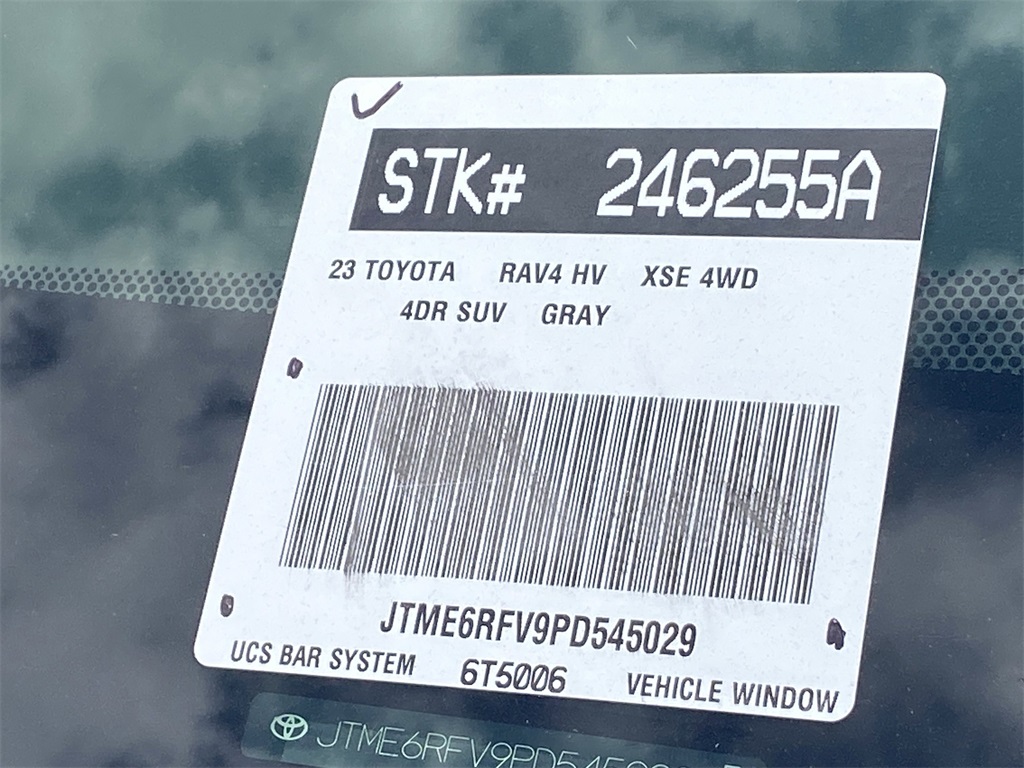 STK# 246255A
23 TOYOTA RAV4 HV XSE 4WD
4DR SUV GRAY
JTME6RFV9PD545029
UCS BAR SYSTEM 6T5006 VEHICLE WINDOW